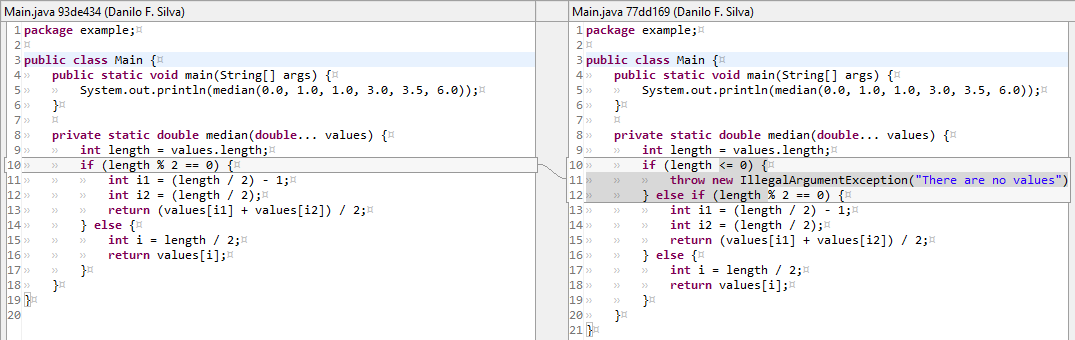 Main.java 93de434 (Danilo F. Silva)
1 package example;¤
2 ¤
3 public class Main {¤
4 » public static void main(String[] args) {¤
5 » » System.out.println(median(0.0, 1.0, 1.0, 3.0, 3.5, 6.0));¤
6 » }¤
7 » ¤
8 » private static double median(double... values) {¤
9 » » int length = values.length;¤
10 » » if (length % 2 == 0) {¤
11 » » » int i1 = (length / 2) - 1;¤
12 » » » int i2 = (length / 2);¤
13 » » » return (values[i1] + values[i2]) / 2;¤
14 » » } else {¤
15 » » » int i = length / 2;¤
16 » » » return values[i];¤
17 » » }¤
18 » }¤
19 }¤
20
Main.java 77dd169 (Danilo F. Silva)
1 package example;¤
2 ¤
3 public class Main {¤
4 » public static void main(String[] args) {¤
5 » » System.out.println(median(0.0, 1.0, 1.0, 3.0, 3.5, 6.0));¤
6 » }¤
7 » ¤
8 » private static double median(double... values) {¤
9 » » int length = values.length;¤
10 » » if (length <= 0) {¤
11 » » » throw new IllegalArgumentException("There are no values")
12 » » } else if (length % 2 == 0) {¤
13 » » » int i1 = (length / 2) - 1;¤
14 » » » int i2 = (length / 2);¤
15 » » » return (values[i1] + values[i2]) / 2;¤
16 » » } else {¤
17 » » » int i = length / 2;¤
18 » » » return values[i];¤
19 » » }¤
20 » }¤
21 }¤